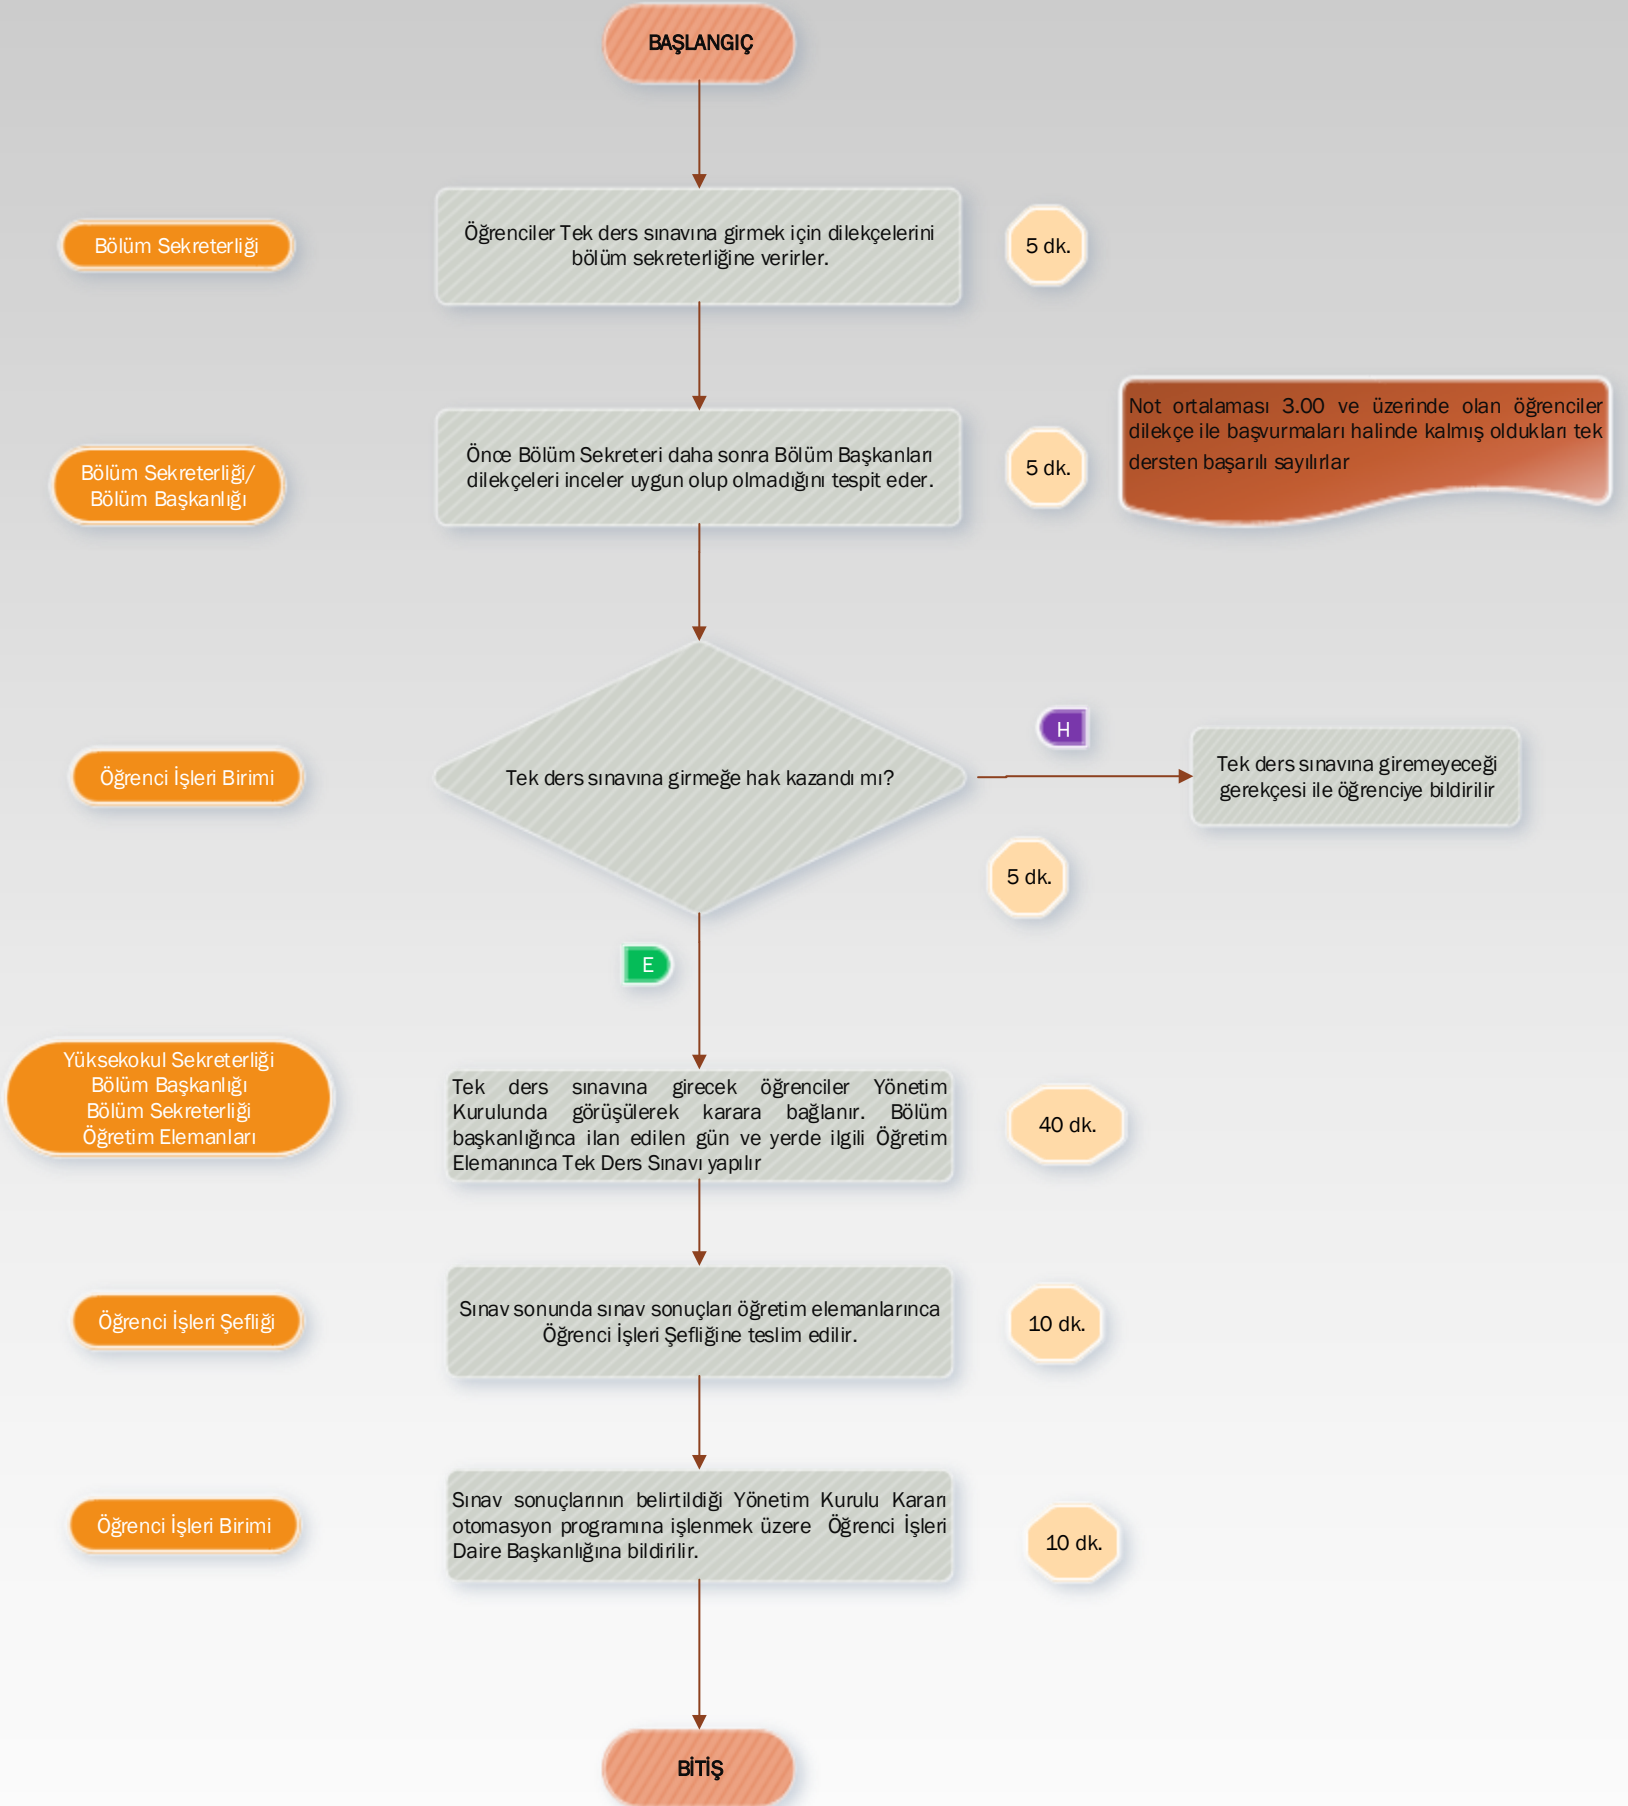 BAŞLANGIÇ
Bölüm Sekreterliği
Öğrenciler Tek ders sınavına girmek için dilekçelerini
bölüm sekreterliğine verirler.
5 dk.
Bölüm Sekreterliği/
Bölüm Başkanlığı
Önce Bölüm Sekreteri daha sonra Bölüm Başkanları
dilekçeleri inceler uygun olup olmadığını tespit eder.
5 dk.
Not ortalaması 3.00 ve üzerinde olan öğrenciler
dilekçe ile başvurmaları halinde kalmış oldukları tek
dersten başarılı sayılırlar
Öğrenci İşleri Birimi
Tek ders sınavına girmeğe hak kazandı mı?
H
Tek ders sınavına giremeyeceği
gerekçesi ile öğrenciye bildirilir
5 dk.
E
Yüksekokul Sekreterliği
Bölüm Başkanlığı
Bölüm Sekreterliği
Öğretim Elemanları
Tek ders sınavına girecek öğrenciler Yönetim
Kurulunda görüşülerek karara bağlanır. Bölüm
başkanlığınca ilan edilen gün ve yerde ilgili Öğretim
Elemanınca Tek Ders Sınavı yapılır
40 dk.
Öğrenci İşleri Şefliği
Sınav sonunda sınav sonuçları öğretim elemanlarınca
Öğrenci İşleri Şefliğine teslim edilir.
10 dk.
Öğrenci İşleri Birimi
Sınav sonuçlarının belirtildiği Yönetim Kurulu Kararı
otomasyon programına işlenmek üzere Öğrenci İşleri
Daire Başkanlığına bildirilir.
10 dk.
BİTİŞ